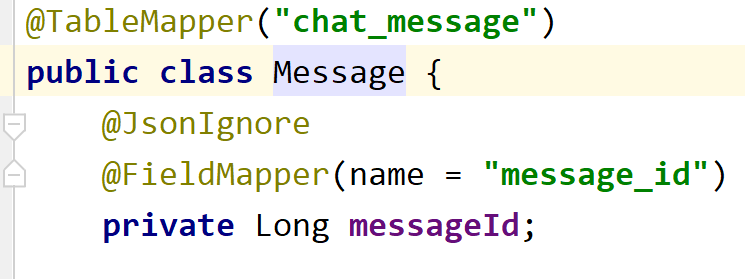 @TableMapper("chat_message")
public class Message {
@JsonIgnore
@FieldMapper(name = "message_id")
private Long messageId;